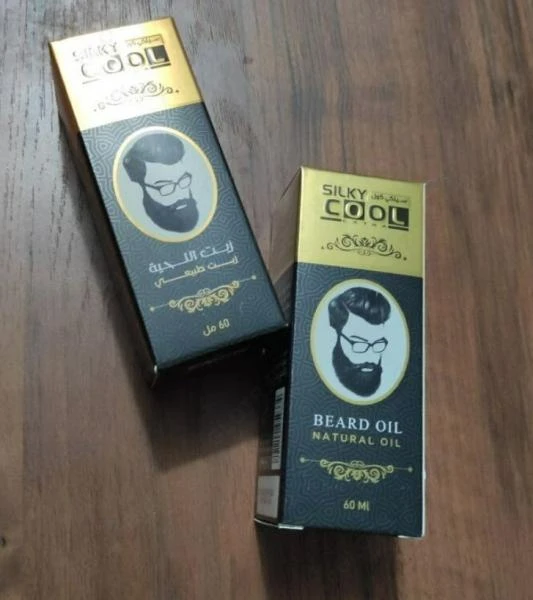 SILKY سيلكي كول
COOL
زيت اللحية
زيت طبيعي
60 مل
SILKY سيلكي كول
COOL
EXTRA
BEARD OIL
NATURAL OIL
60 Ml